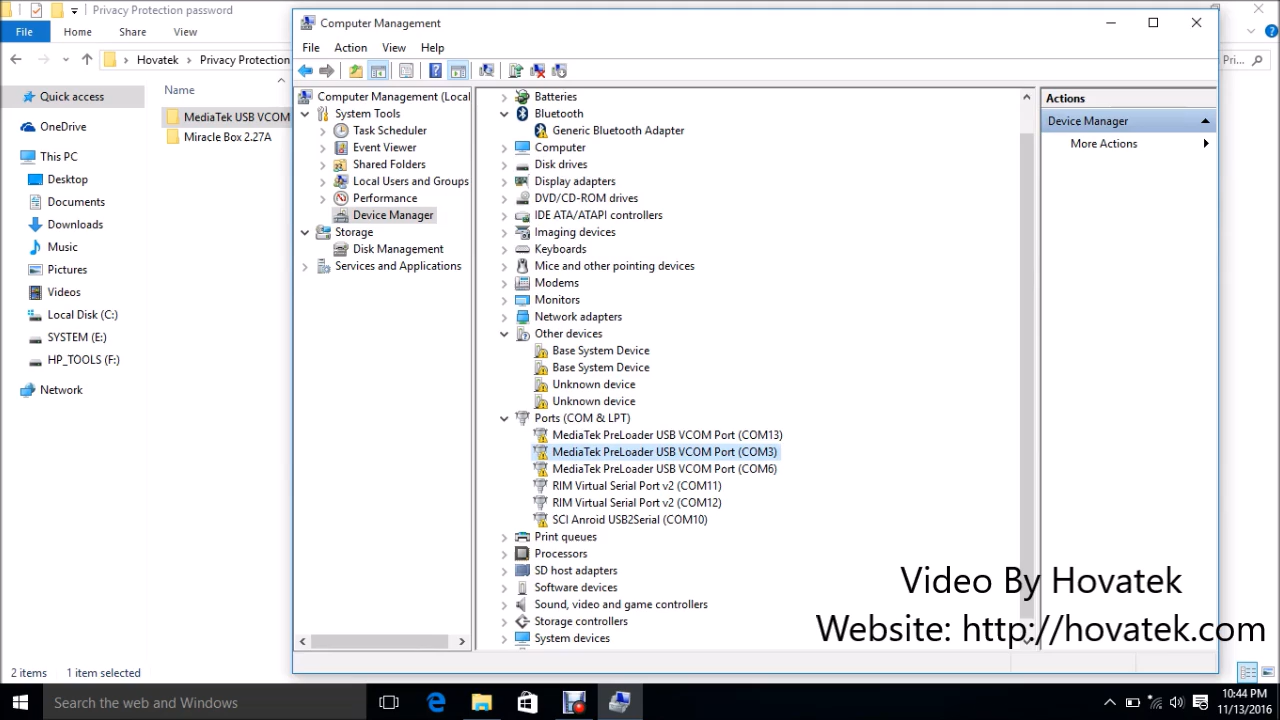 Privacy Protection password
File
Home
Share
View
Hovatek
Privacy Protection
Pri...
Quick access
OneDrive
This PC
Desktop
Documents
Downloads
Music
Pictures
Videos
Local Disk (C:)
SYSTEM (E:)
HP_TOOLS (F:)
Network
Name
MediaTek USB VCOM
Miracle Box 2.27A
2 items
1 item selected
Computer Management
File
Action
View
Help
Computer Management (Local
System Tools
Task Scheduler
Event Viewer
Shared Folders
Local Users and Groups
Performance
Device Manager
Storage
Disk Management
Services and Applications
Batteries
Bluetooth
Generic Bluetooth Adapter
Computer
Disk drives
Display adapters
DVD/CD-ROM drives
IDE ATA/ATAPI controllers
Imaging devices
Keyboards
Mice and other pointing devices
Modems
Monitors
Network adapters
Other devices
Base System Device
Base System Device
Unknown device
Unknown device
Ports (COM & LPT)
MediaTek PreLoader USB VCOM Port (COM13)
MediaTek PreLoader USB VCOM Port (COM3)
MediaTek PreLoader USB VCOM Port (COM6)
RIM Virtual Serial Port v2 (COM11)
RIM Virtual Serial Port v2 (COM12)
SCI Anroid USB2Serial (COM10)
Print queues
Processors
SD host adapters
Software devices
Sound, video and game controllers
Storage controllers
System devices
Actions
Device Manager
More Actions
Video By Hovatek
Website: http://hovatek.com
Search the web and Windows
10:44 PM
11/13/2016